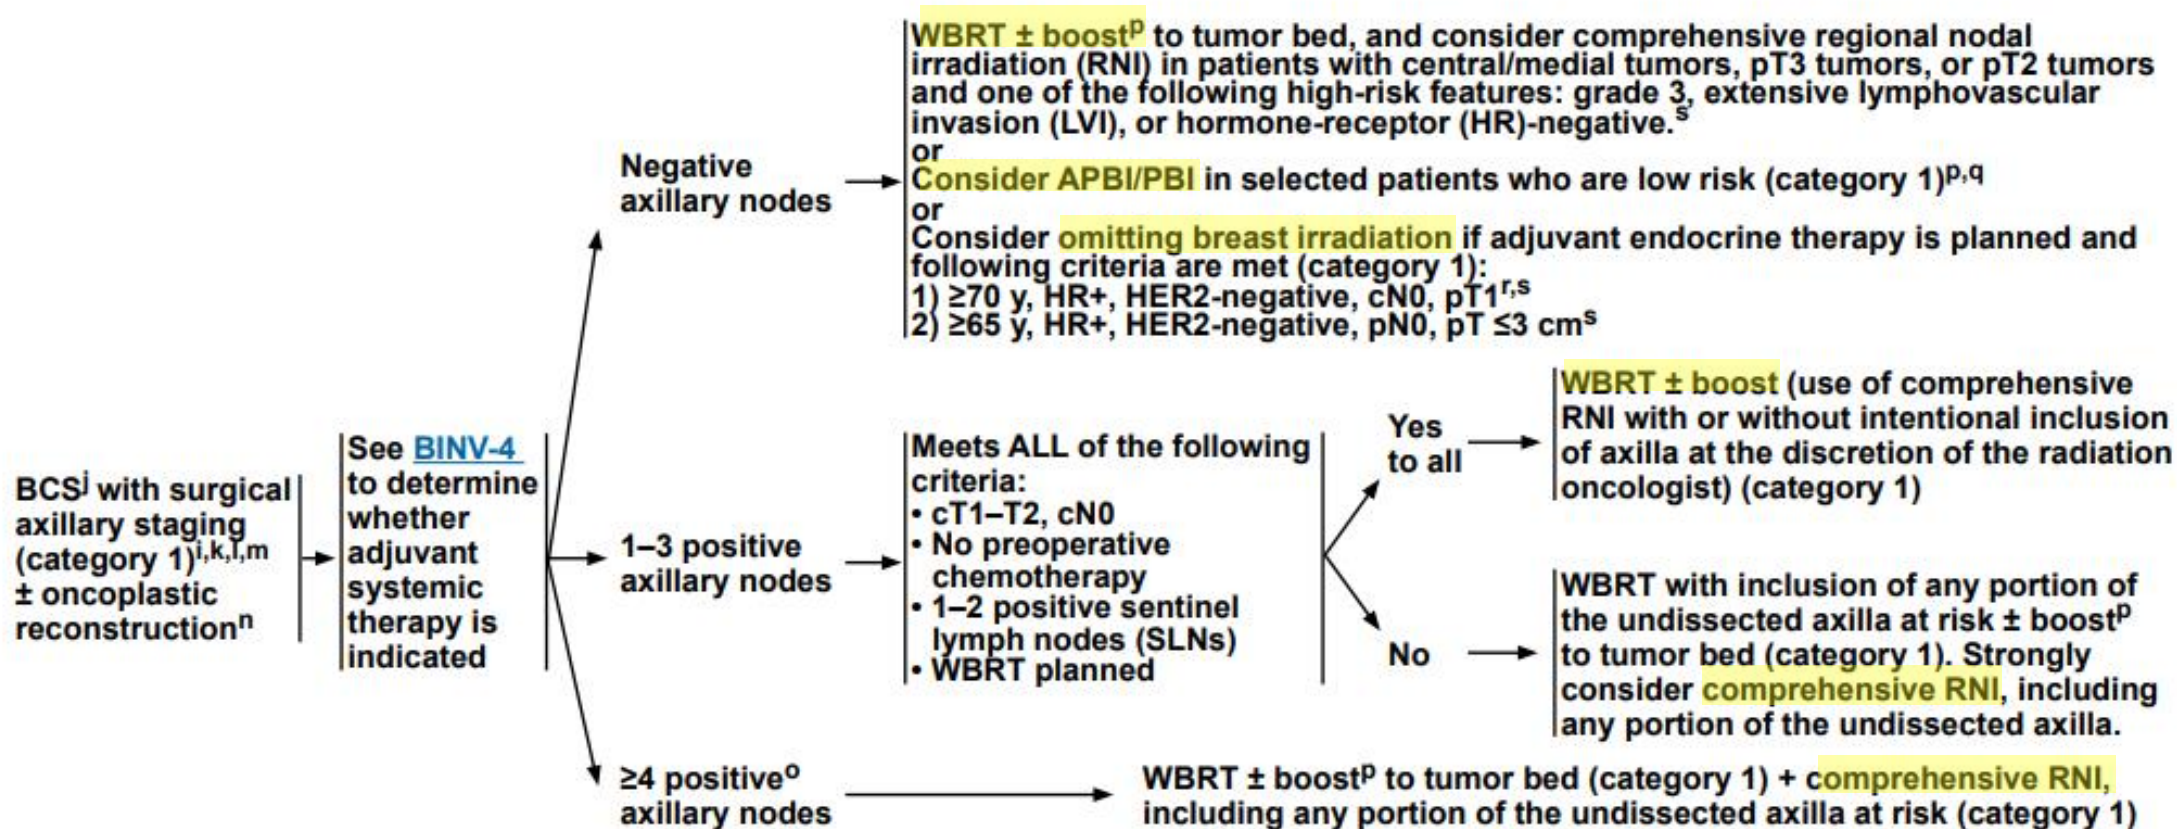 BCSʲ with surgical
axillary staging
(category 1)ⁱ,ᵏ,ˡ,ᵐ
± oncoplastic
reconstructionⁿ
See BINV-4
to determine
whether
adjuvant
systemic
therapy is
indicated
Negative
axillary nodes
WBRT ± boostᵖ to tumor bed, and consider comprehensive regional nodal
irradiation (RNI) in patients with central/medial tumors, pT3 tumors, or pT2 tumors
and one of the following high-risk features: grade 3, extensive lymphovascular
invasion (LVI), or hormone-receptor (HR)-negative.ˢ
or
Consider APBI/PBI in selected patients who are low risk (category 1)ᵖ,q
or
Consider omitting breast irradiation if adjuvant endocrine therapy is planned and
following criteria are met (category 1):
1) ≥70 y, HR+, HER2-negative, cN0, pT1ʳ,ˢ
2) ≥65 y, HR+, HER2-negative, pN0, pT ≤3 cmˢ
1–3 positive
axillary nodes
Meets ALL of the following
criteria:
• cT1–T2, cN0
• No preoperative
chemotherapy
• 1–2 positive sentinel
lymph nodes (SLNs)
• WBRT planned
Yes
to all
WBRT ± boost (use of comprehensive
RNI with or without intentional inclusion
of axilla at the discretion of the radiation
oncologist) (category 1)
No
WBRT with inclusion of any portion of
the undissected axilla at risk ± boostᵖ
to tumor bed (category 1). Strongly
consider comprehensive RNI, including
any portion of the undissected axilla.
≥4 positiveᵒ
axillary nodes
WBRT ± boostᵖ to tumor bed (category 1) + comprehensive RNI,
including any portion of the undissected axilla at risk (category 1)